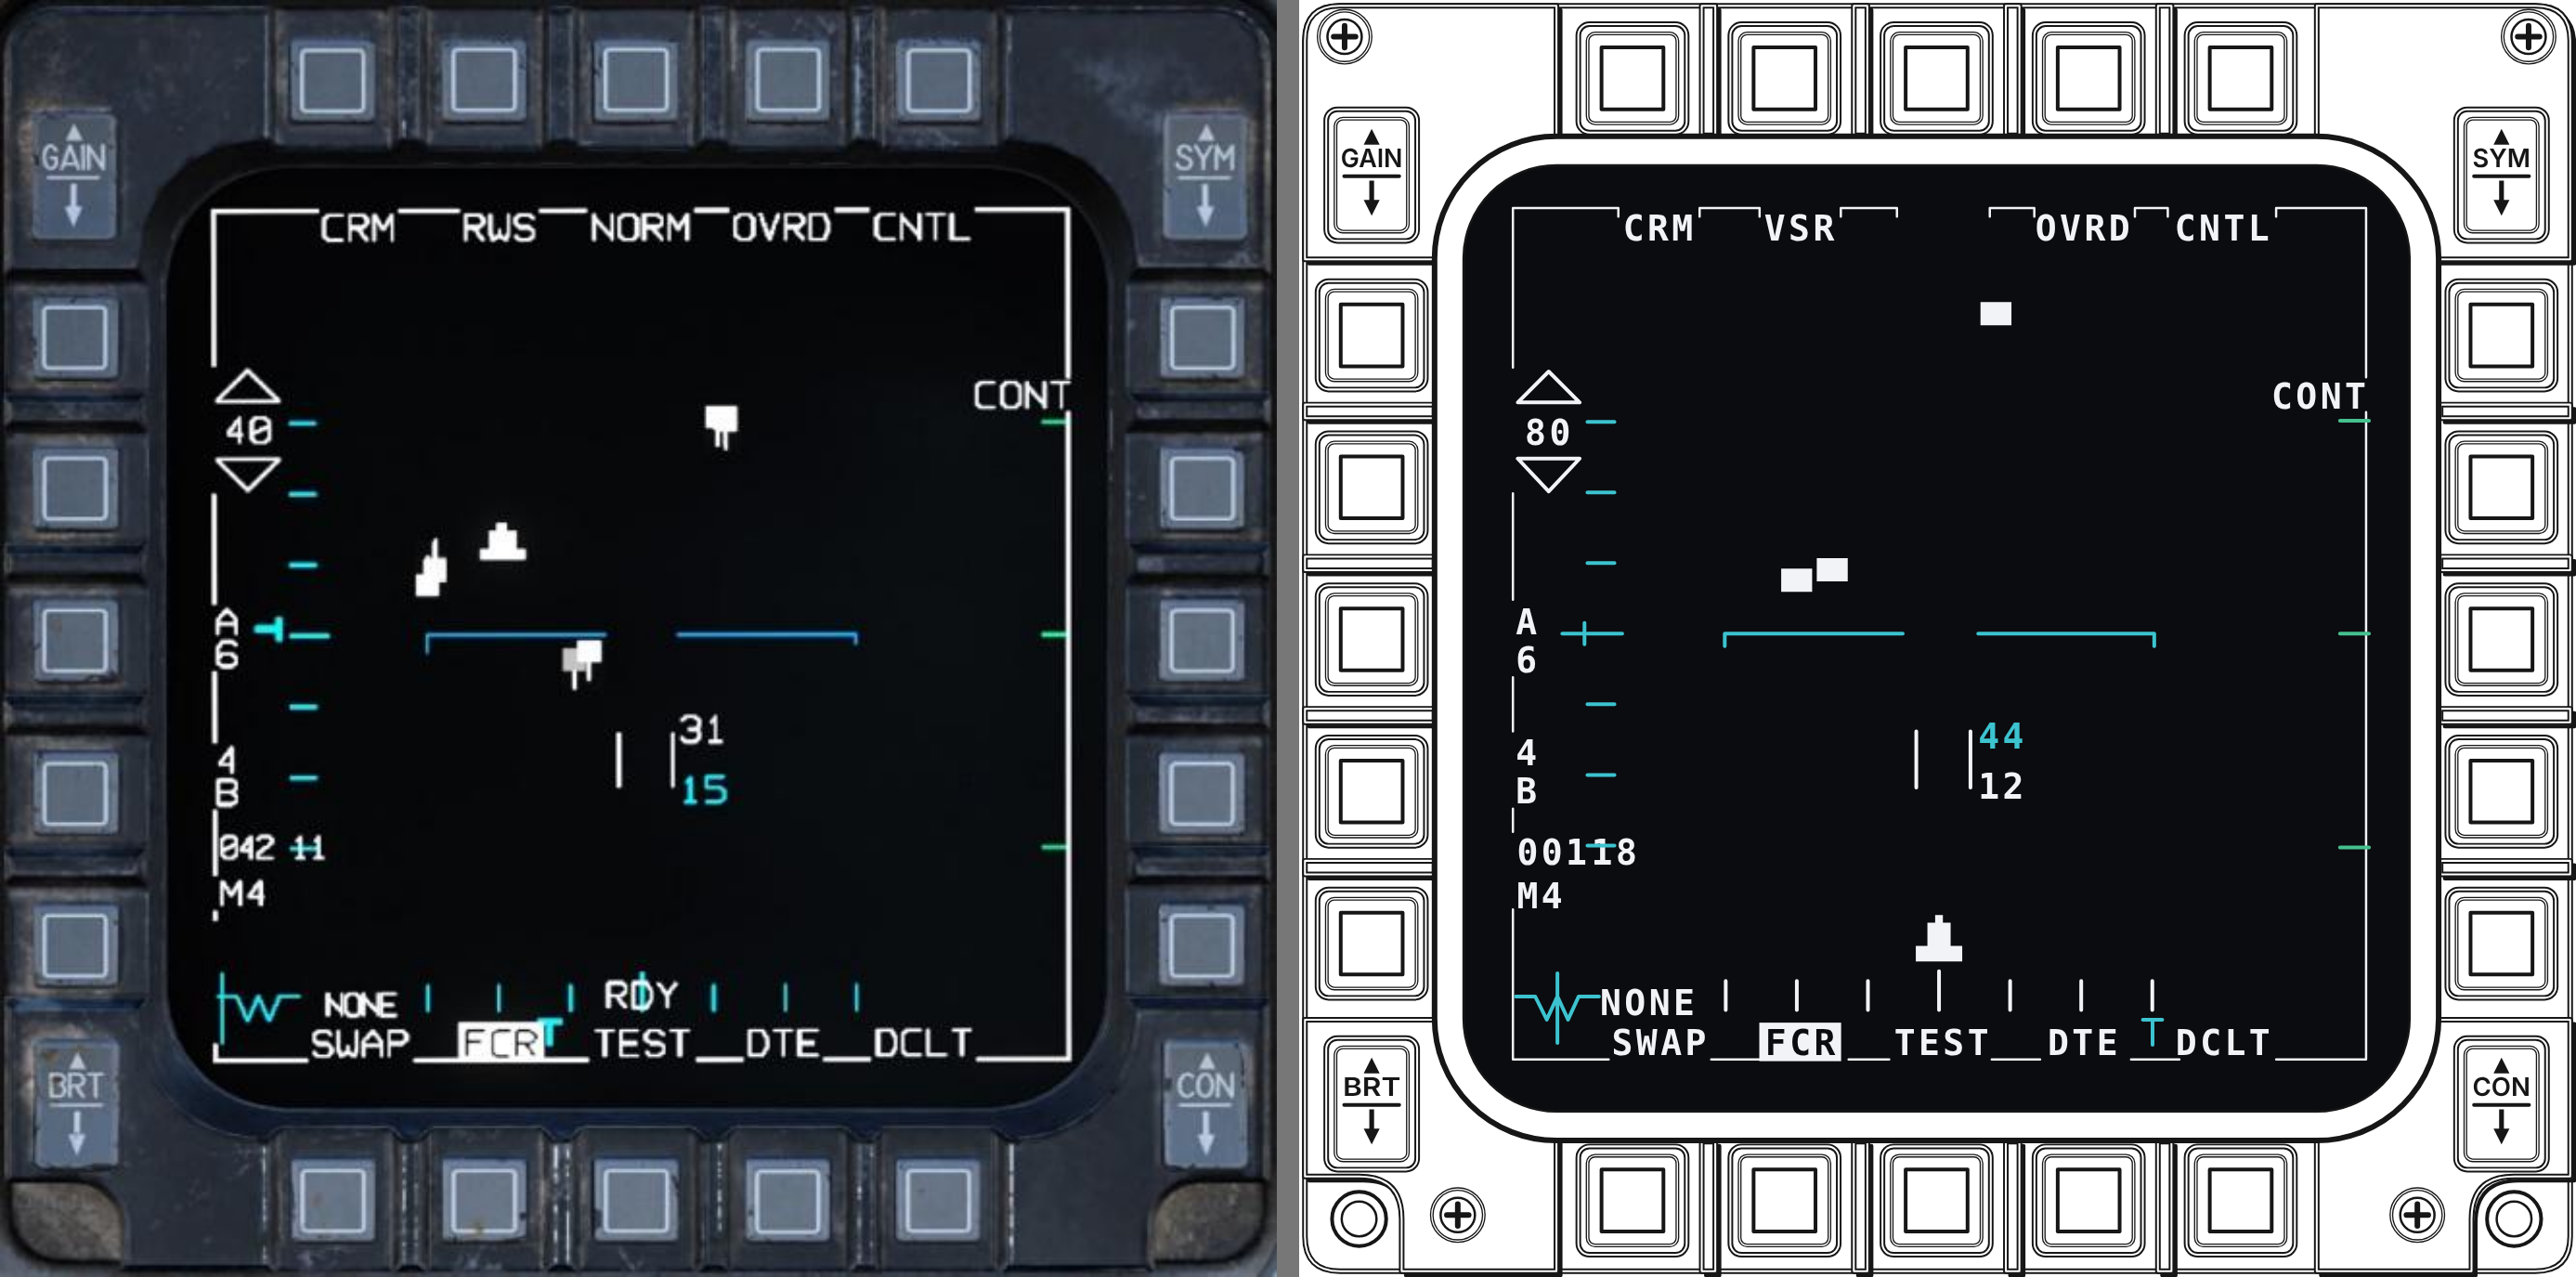 GAIN
SYM
CRM RWS NORM OVRD CNTL
CONT
40
A
6
31
4
15
B
042 11
M4
RDY
NONE
SWAP FCR T TEST DTE DCLT
BRT
CON
GAIN
SYM
CRM VSR OVRD CNTL
CONT
80
A
6
44
4
12
B
00118
M4
NONE
SWAP FCR TEST DTE T DCLT
BRT
CON